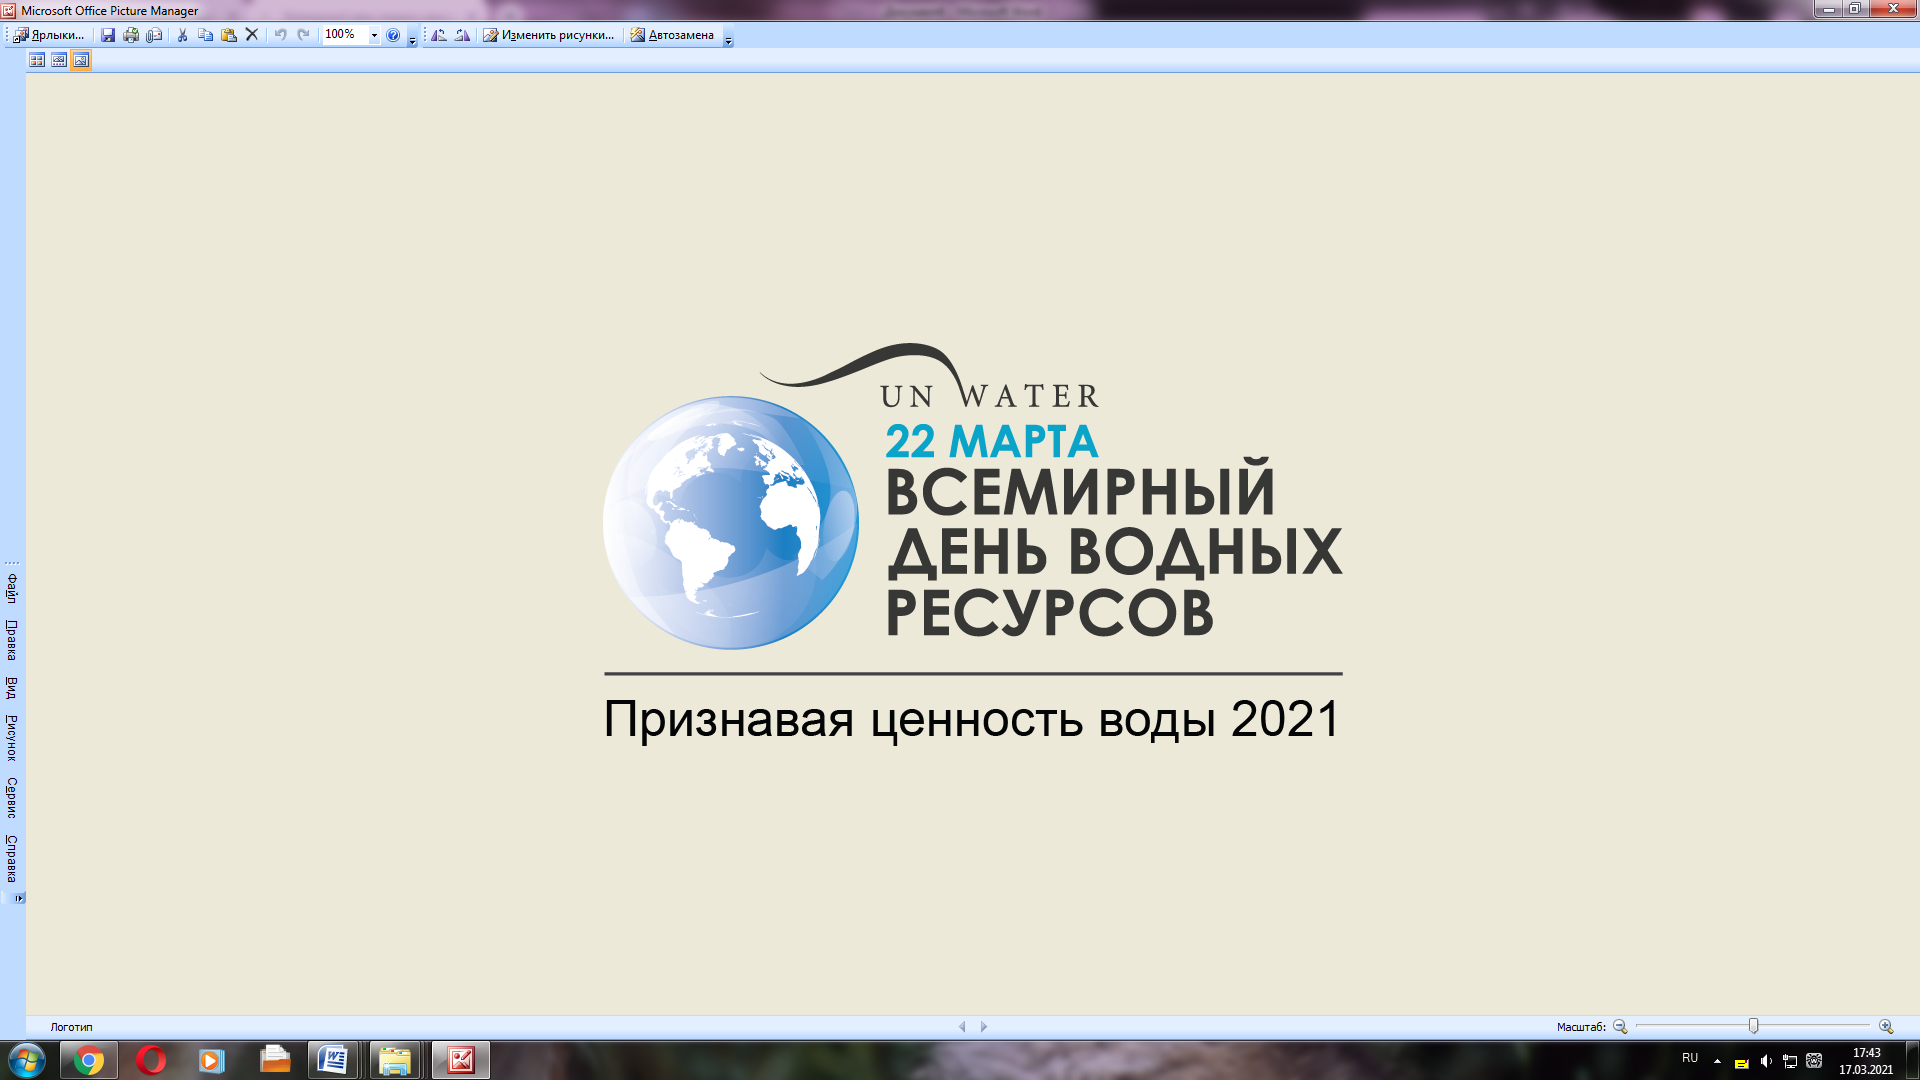 Microsoft Office Picture Manager
Ярлыки...
100%
Изменить рисунки...
Автозамена
Файл
Правка
Вид
Рисунок
Сервис
Справка
UN WATER
22 МАРТА
ВСЕМИРНЫЙ
ДЕНЬ ВОДНЫХ
РЕСУРСОВ
Признавая ценность воды 2021
Логотип
Масштаб:
RU
17:43
17.03.2021